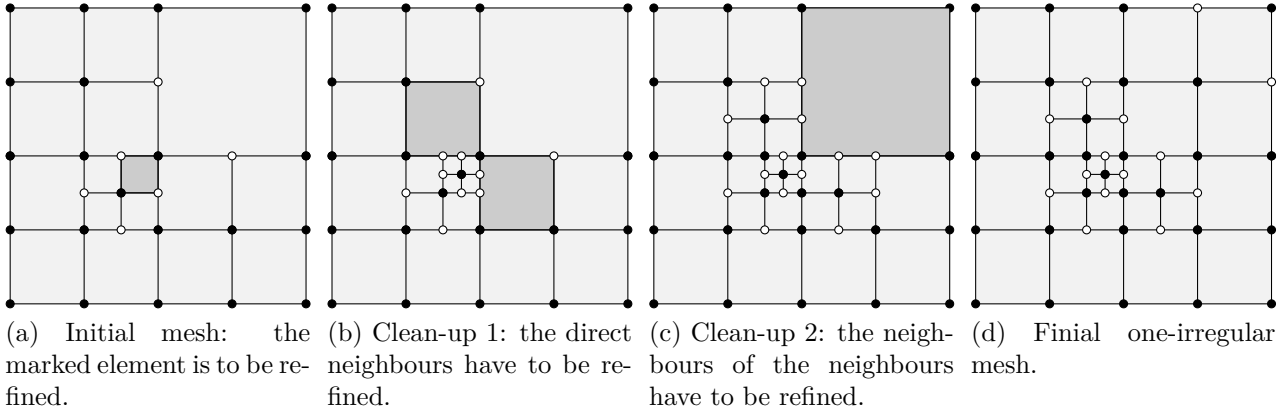 (a) Initial mesh: the
marked element is to be re-
fined.
(b) Clean-up 1: the direct
neighbours have to be re-
fined.
(c) Clean-up 2: the neigh-
bours of the neighbours
have to be refined.
(d) Finial one-irregular
mesh.